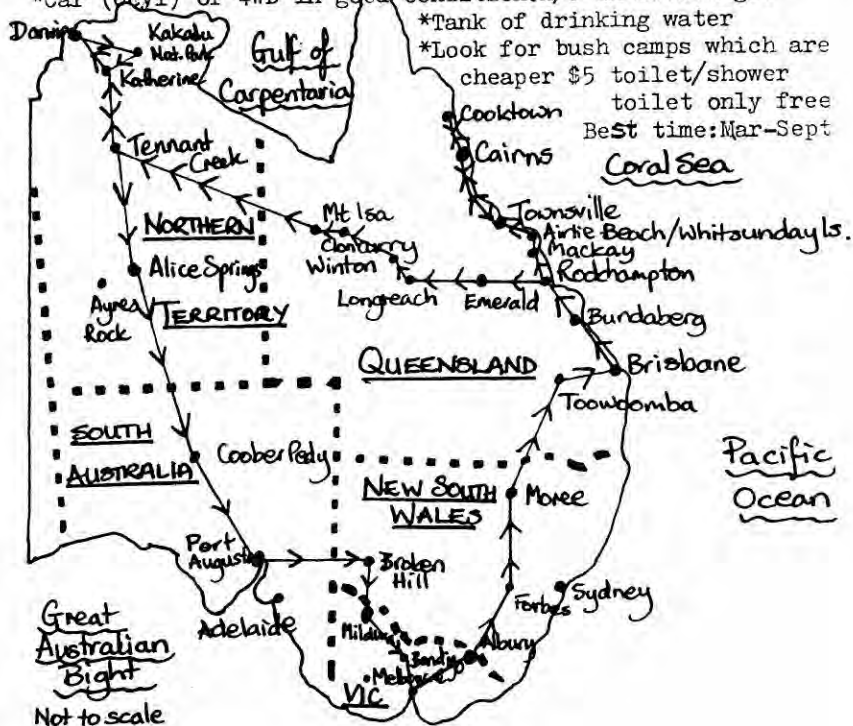 *Tank of drinking water
*Look for bush camps which are
cheaper $5 toilet/shower
toilet only free
Best time:Mar-Sept
Darwin
Kakadu
Nat. Park
Katherine
Gulf of
Carpentaria
Cooktown
Cairns
Coral Sea
Tennant
Creek
Townsville
Airlie Beach/Whitsunday Is.
Mackay
Mt Isa
Cloncurry
Winton
Rockhampton
NORTHERN
TERRITORY
Alice Springs
Longreach
Emerald
Ayres
Rock
Bundaberg
QUEENSLAND
Brisbane
Toowoomba
SOUTH
AUSTRALIA
Coober Pedy
NEW SOUTH
WALES
Moree
Pacific
Ocean
Port
Augusta
Broken
Hill
Forbes
Sydney
Great
Australian
Bight
Adelaide
Mildura
Bendigo
Albury
Melbourne
VIC
Not to scale